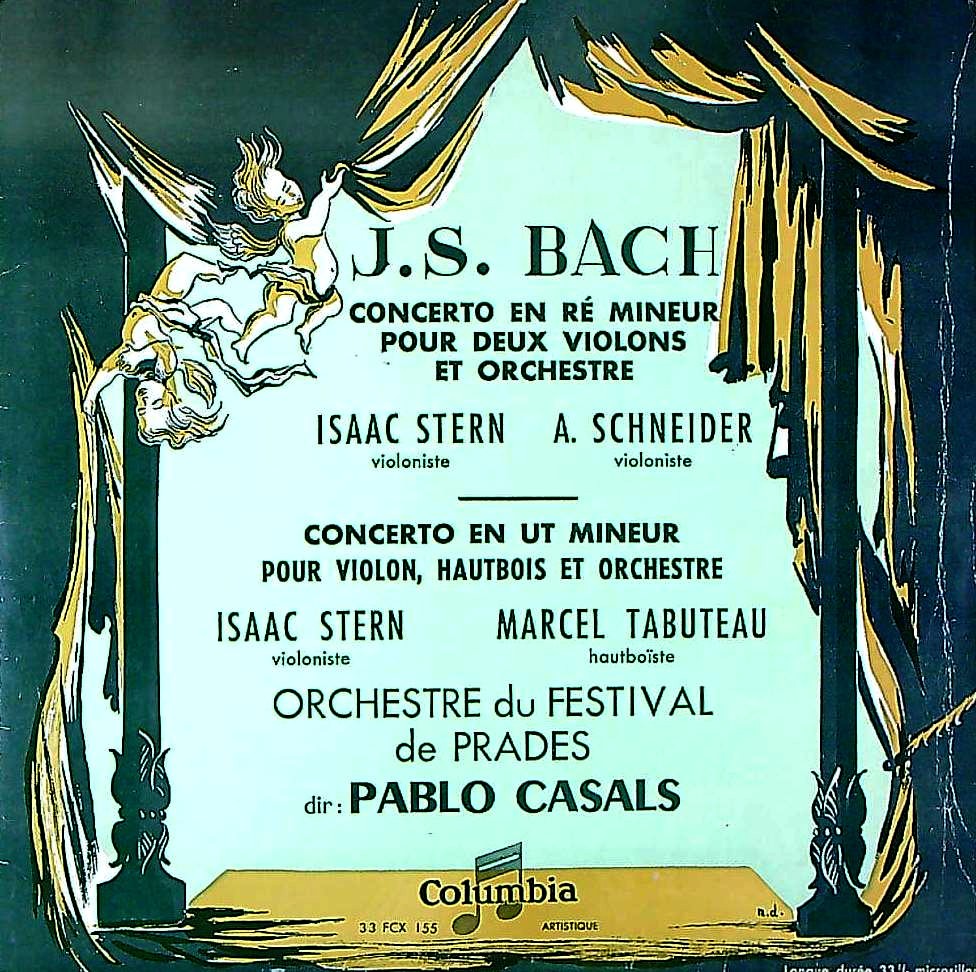 J.S. BACH
CONCERTO EN RÉ MINEUR
POUR DEUX VIOLONS
ET ORCHESTRE
ISAAC STERN A. SCHNEIDER
violoniste violoniste
CONCERTO EN UT MINEUR
POUR VIOLON, HAUTBOIS ET ORCHESTRE
ISAAC STERN MARCEL TABUTEAU
violoniste hautboïste
ORCHESTRE du FESTIVAL
de PRADES
dir: PABLO CASALS
Columbia
33 FCX 155 ARTISTIQUE
n.d.
durée 33